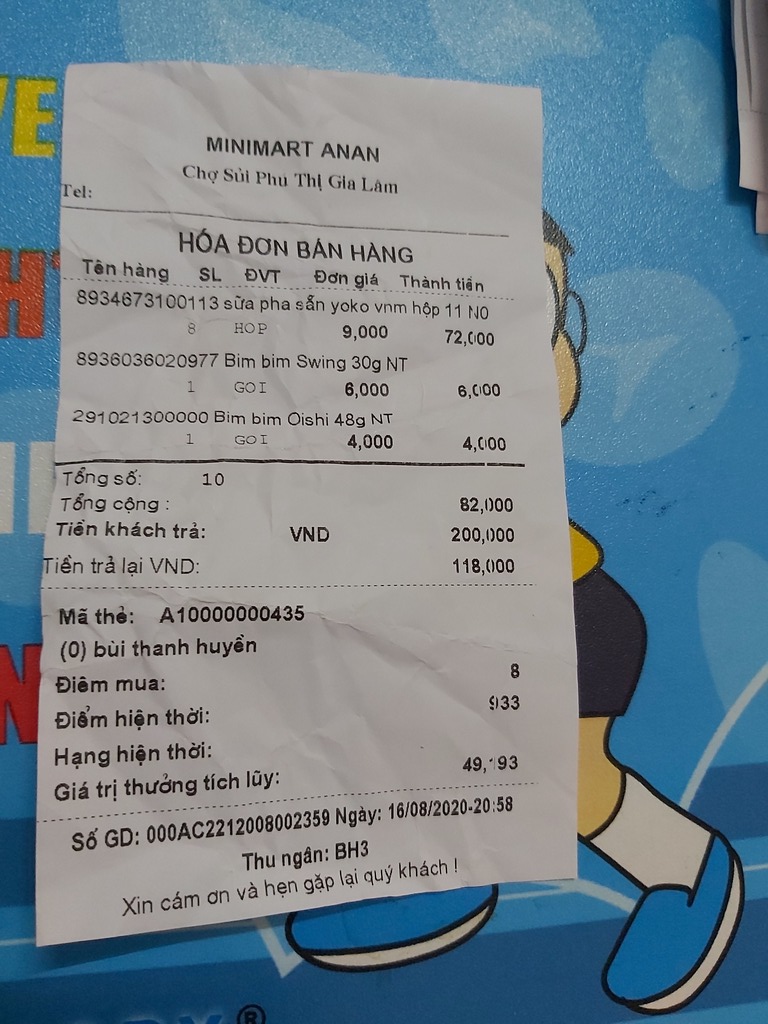 MINIMART ANAN
Chợ Sủi Phú Thị Gia Lâm
Tel:
HÓA ĐƠN BÁN HÀNG
Tên hàng SL ĐVT Đơn giá Thành tiền
8934673100113 sữa pha sẵn yoko vnm hộp 11 N0
8 HOP 9,000 72,000
8936036020977 Bim bim Swing 30g NT
1 GOI 6,000 6,000
291021300000 Bim bim Oishi 48g NT
1 GOI 4,000 4,000
Tổng số: 10
Tổng cộng : 82,000
Tiền khách trả: VND 200,000
Tiền trả lại VND: 118,000
Mã thẻ: A10000000435
(0) bùi thanh huyền
Điểm mua: 8
Điểm hiện thời: 933
Hạng hiện thời:
Giá trị thưởng tích lũy: 49,193
Số GD: 000AC2212008002359 Ngày: 16/08/2020-20:58
Thu ngân: BH3
Xin cám ơn và hẹn gặp lại quý khách !